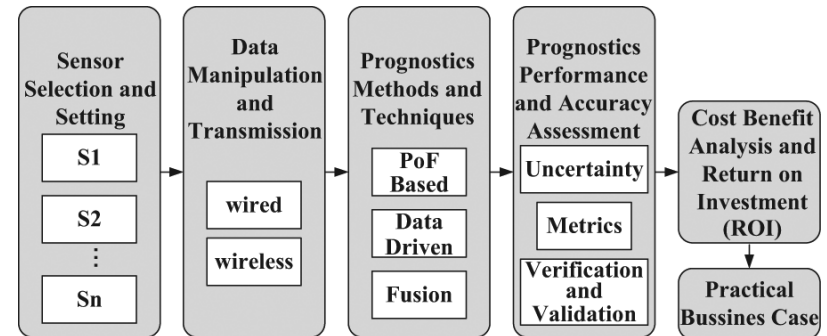 Sensor
Selection and
Setting
S1
S2
⋮
Sn
Data
Manipulation
and
Transmission
wired
wireless
Prognostics
Methods and
Techniques
PoF
Based
Data
Driven
Fusion
Prognostics
Performance
and Accuracy
Assessment
Uncertainty
Metrics
Verification
and
Validation
Cost Benefit
Analysis and
Return on
Investment
(ROI)
Practical
Bussines Case